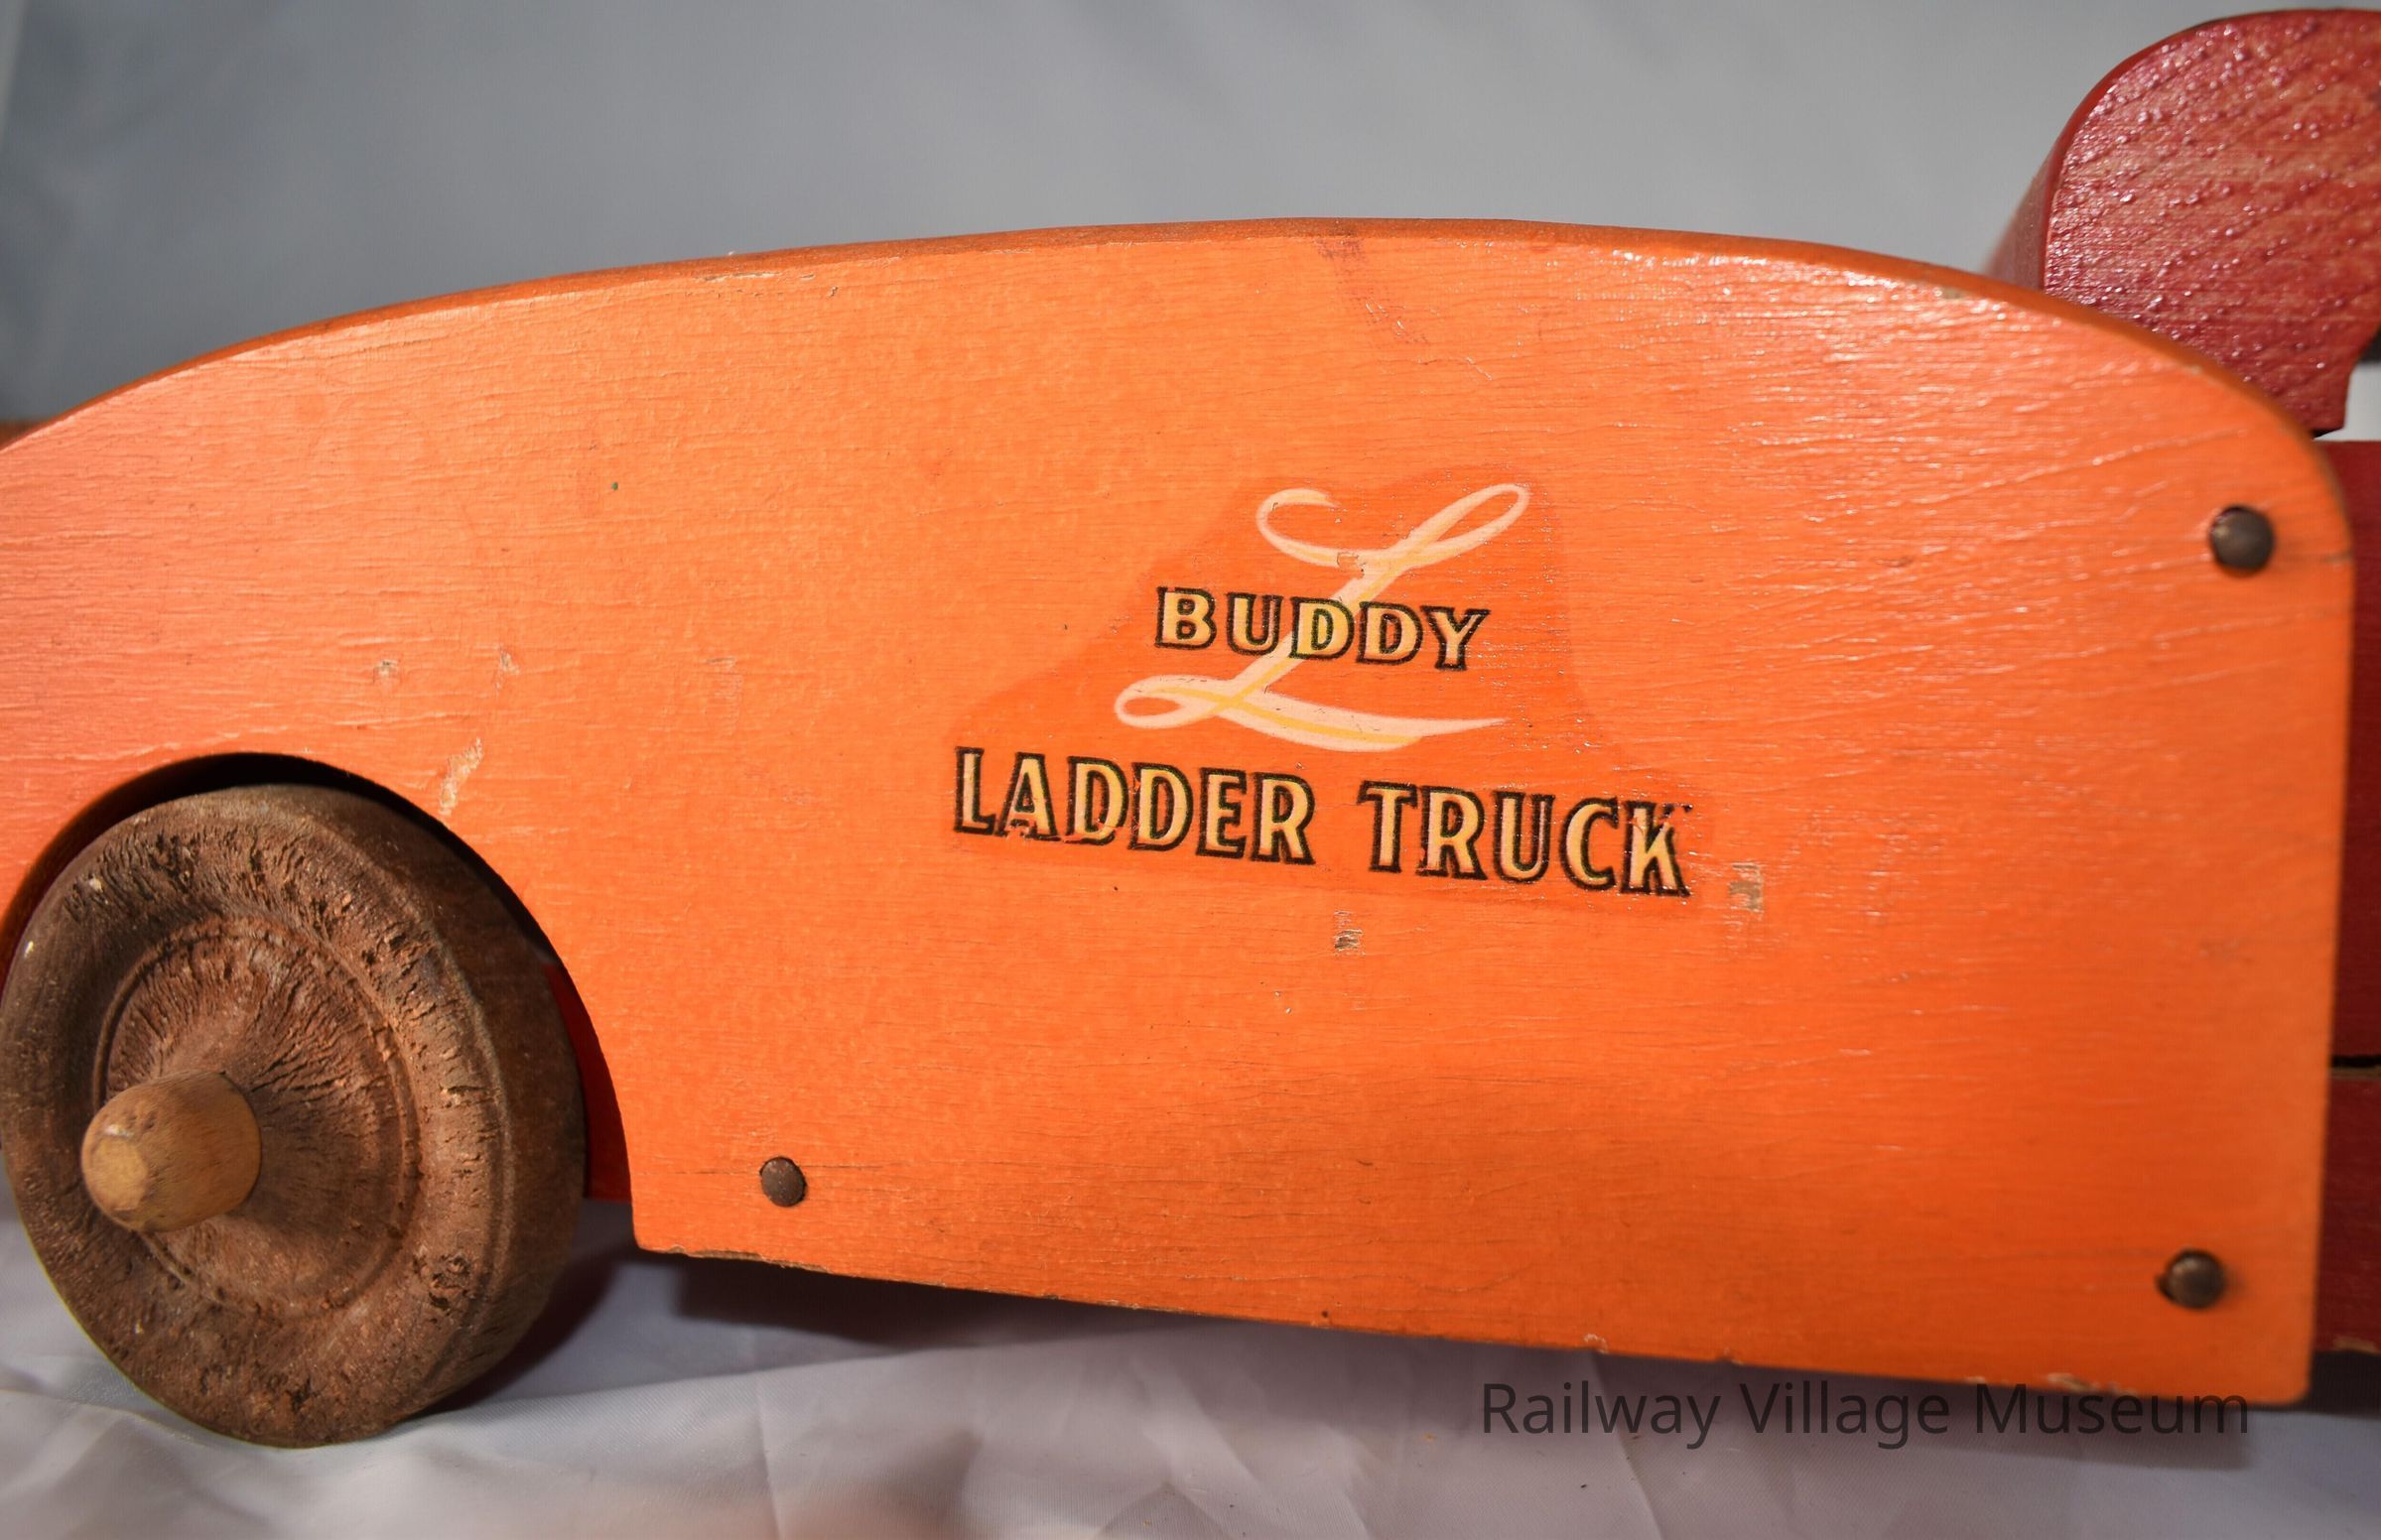 BUDDY
L
LADDER TRUCK
Railway Village Museum